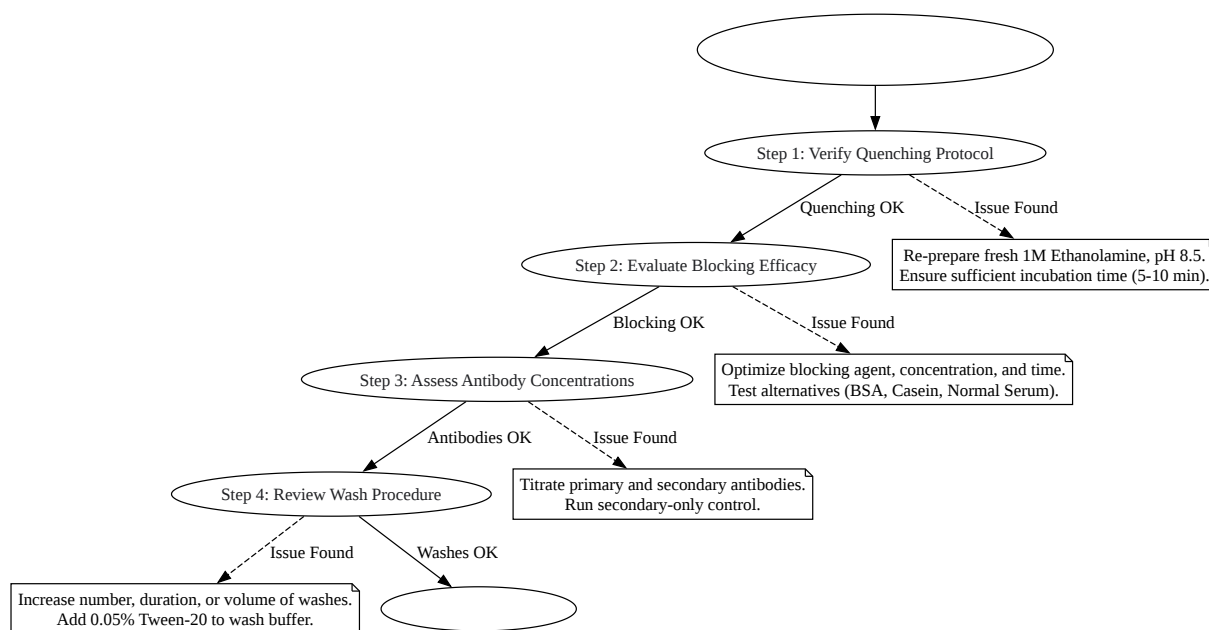 Step 1: Verify Quenching Protocol
Quenching OK
Issue Found
Re-prepare fresh 1M Ethanolamine, pH 8.5.
Ensure sufficient incubation time (5-10 min).
Step 2: Evaluate Blocking Efficacy
Blocking OK
Issue Found
Optimize blocking agent, concentration, and time.
Test alternatives (BSA, Casein, Normal Serum).
Step 3: Assess Antibody Concentrations
Antibodies OK
Issue Found
Titrate primary and secondary antibodies.
Run secondary-only control.
Step 4: Review Wash Procedure
Issue Found
Washes OK
Increase number, duration, or volume of washes.
Add 0.05% Tween-20 to wash buffer.